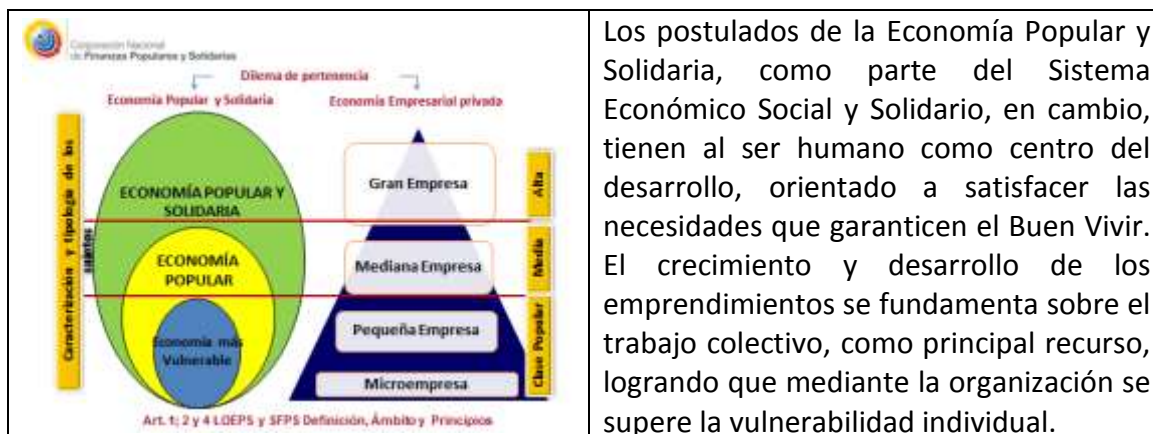 Corporación Nacional
de Finanzas Populares y Solidarias
Dilema de pertenencia
Economía Popular y Solidaria
Economía Empresarial privada
Caracterización y tipología de los
sujetos
ECONOMÍA POPULAR Y
SOLIDARIA
ECONOMÍA
POPULAR
Economía más
Vulnerable
Gran Empresa
Mediana Empresa
Pequeña Empresa
Microempresa
Alta
Media
Clase Popular
Art. 1; 2 y 4 LOEPS y SFPS Definición, Ámbito y Principios
Los postulados de la Economía Popular y
Solidaria, como parte del Sistema
Económico Social y Solidario, en cambio,
tienen al ser humano como centro del
desarrollo, orientado a satisfacer las
necesidades que garanticen el Buen Vivir.
El crecimiento y desarrollo de los
emprendimientos se fundamenta sobre el
trabajo colectivo, como principal recurso,
logrando que mediante la organización se
supere la vulnerabilidad individual.